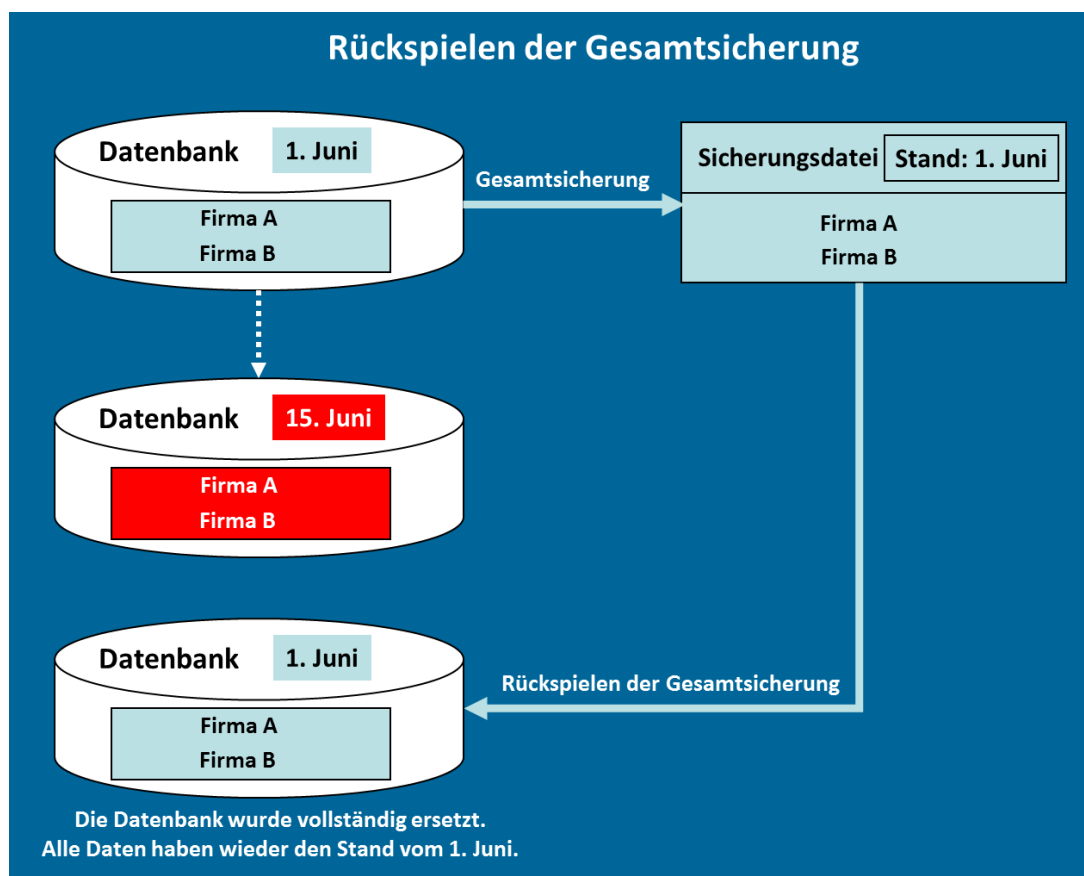 Rückspielen der Gesamtsicherung
Datenbank 1. Juni
Firma A
Firma B
Gesamtsicherung
Sicherungsdatei Stand: 1. Juni
Firma A
Firma B
Datenbank 15. Juni
Firma A
Firma B
Datenbank 1. Juni
Firma A
Firma B
Rückspielen der Gesamtsicherung
Die Datenbank wurde vollständig ersetzt.
Alle Daten haben wieder den Stand vom 1. Juni.